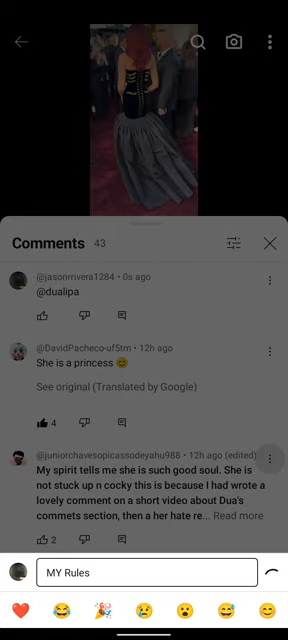 Comments 43
@jasonrrivera1284 • 0s ago
@dualipa
@DavidPacheco-uf5tm • 12h ago
She is a princess 😊
See original (Translated by Google)
4
@juniorchavesopicassodeyahu988 • 12h ago (edited)
My spirit tells me she is such good soul. She is
not stuck up n cocky this is because I had wrote a
lovely comment on a short video about Dua's
commets section, then a her hate re... Read more
2
MY Rules